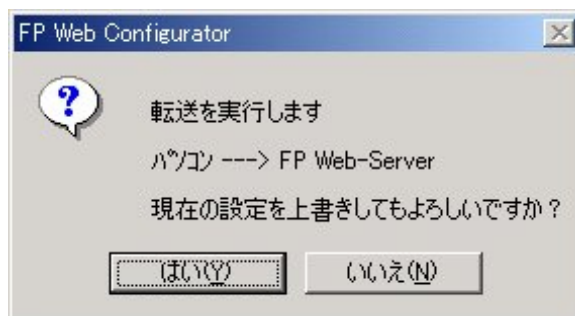 FP Web Configurator
転送を実行します
ﾊﾟｿｺﾝ ---> FP Web-Server
現在の設定を上書きしてもよろしいですか？
はい(Y)
いいえ(N)